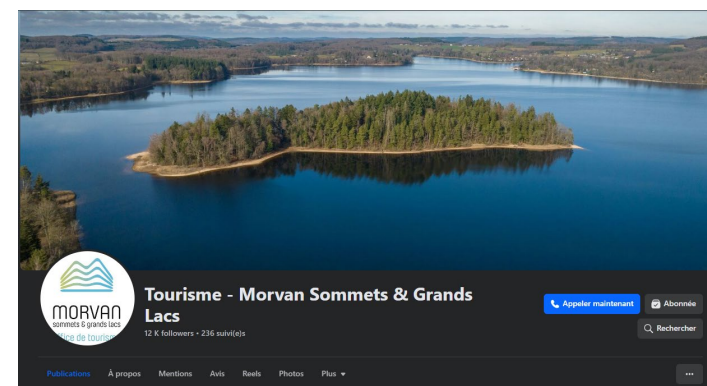 MORVAN
sommets & grands lacs
office de tourisme
Tourisme - Morvan Sommets & Grands
Lacs
12 K followers • 236 suivi(e)s
Appeler maintenant
Abonnée
Rechercher
Publications
À propos
Mentions
Avis
Reels
Photos
Plus